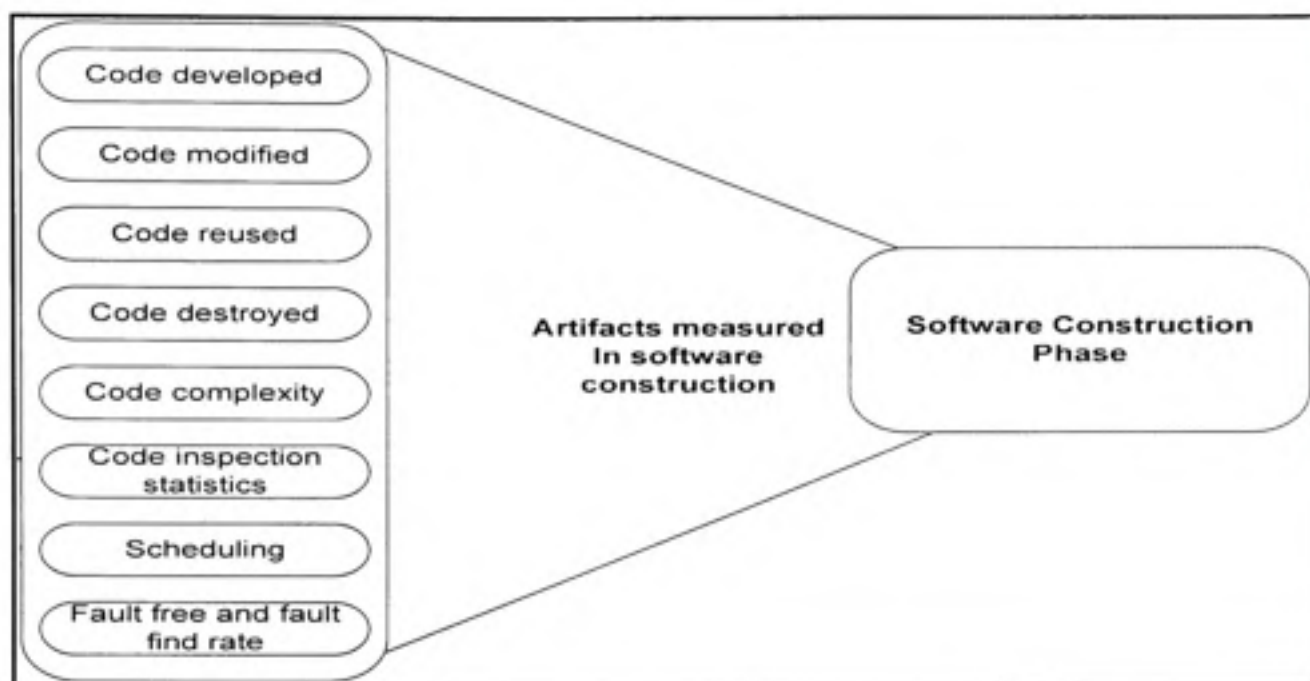 Code developed
Code modified
Code reused
Code destroyed
Code complexity
Code inspection
statistics
Scheduling
Fault free and fault
find rate
Artifacts measured
In software
construction
Software Construction
Phase